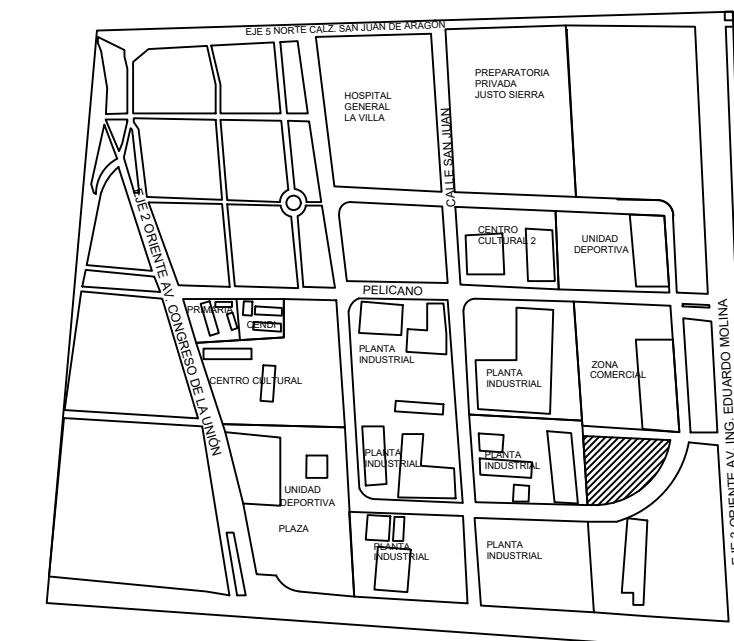 EJE 5 NORTE CALZ. SAN JUAN DE ARAGON
HOSPITAL
GENERAL
LA VILLA
PREPARATORIA
PRIVADA
JUSTO SIERRA
CALLE SAN JUAN
EJE 2 ORIENTE AV. CONGRESO DE LA UNIÓN
CENTRO
CULTURAL 2
UNIDAD
DEPORTIVA
PELICANO
PRIMARIA
CENDI
CENTRO CULTURAL
PLANTA
INDUSTRIAL
PLANTA
INDUSTRIAL
ZONA
COMERCIAL
EJE 3 ORIENTE AV. ING. EDUARDO MOLINA
PLANTA
INDUSTRIAL
PLANTA
INDUSTRIAL
UNIDAD
DEPORTIVA
PLAZA
PLANTA
INDUSTRIAL
PLANTA
INDUSTRIAL